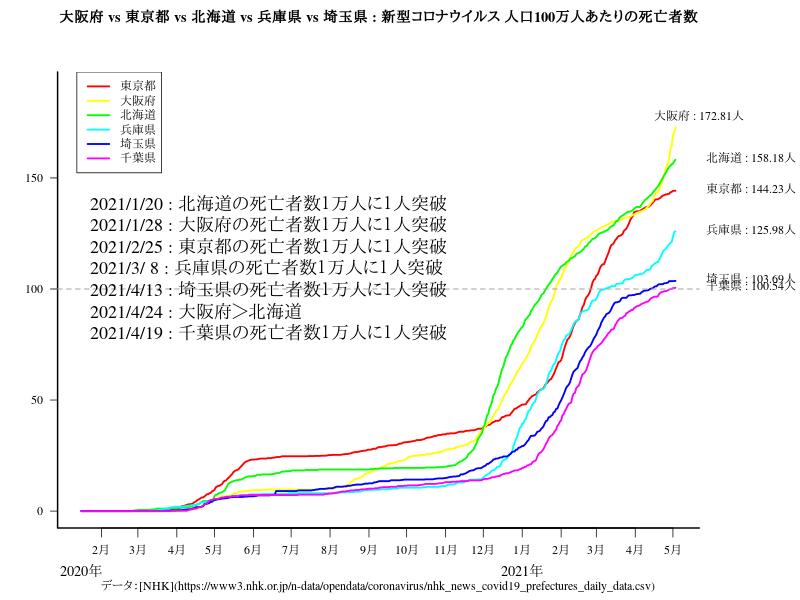 大阪府 vs 東京都 vs 北海道 vs 兵庫県 vs 埼玉県 : 新型コロナウイルス 人口100万人あたりの死亡者数
東京都
大阪府
北海道
兵庫県
埼玉県
千葉県
大阪府 : 172.81人
北海道 : 158.18人
東京都 : 144.23人
兵庫県 : 125.98人
埼玉県 : 103.69人
千葉県 : 100.54人
2021/1/20 : 北海道の死亡者数1万人に1人突破
2021/1/28 : 大阪府の死亡者数1万人に1人突破
2021/2/25 : 東京都の死亡者数1万人に1人突破
2021/3/ 8 : 兵庫県の死亡者数1万人に1人突破
2021/4/13 : 埼玉県の死亡者数1万人に1人突破
2021/4/24 : 大阪府＞北海道
2021/4/19 : 千葉県の死亡者数1万人に1人突破
150
100
50
0
2月 3月 4月 5月 6月 7月 8月 9月 10月 11月 12月 1月 2月 3月 4月 5月
2020年 2021年
データ : [NHK](https://www3.nhk.or.jp/n-data/opendata/coronavirus/nhk_news_covid19_prefectures_daily_data.csv)